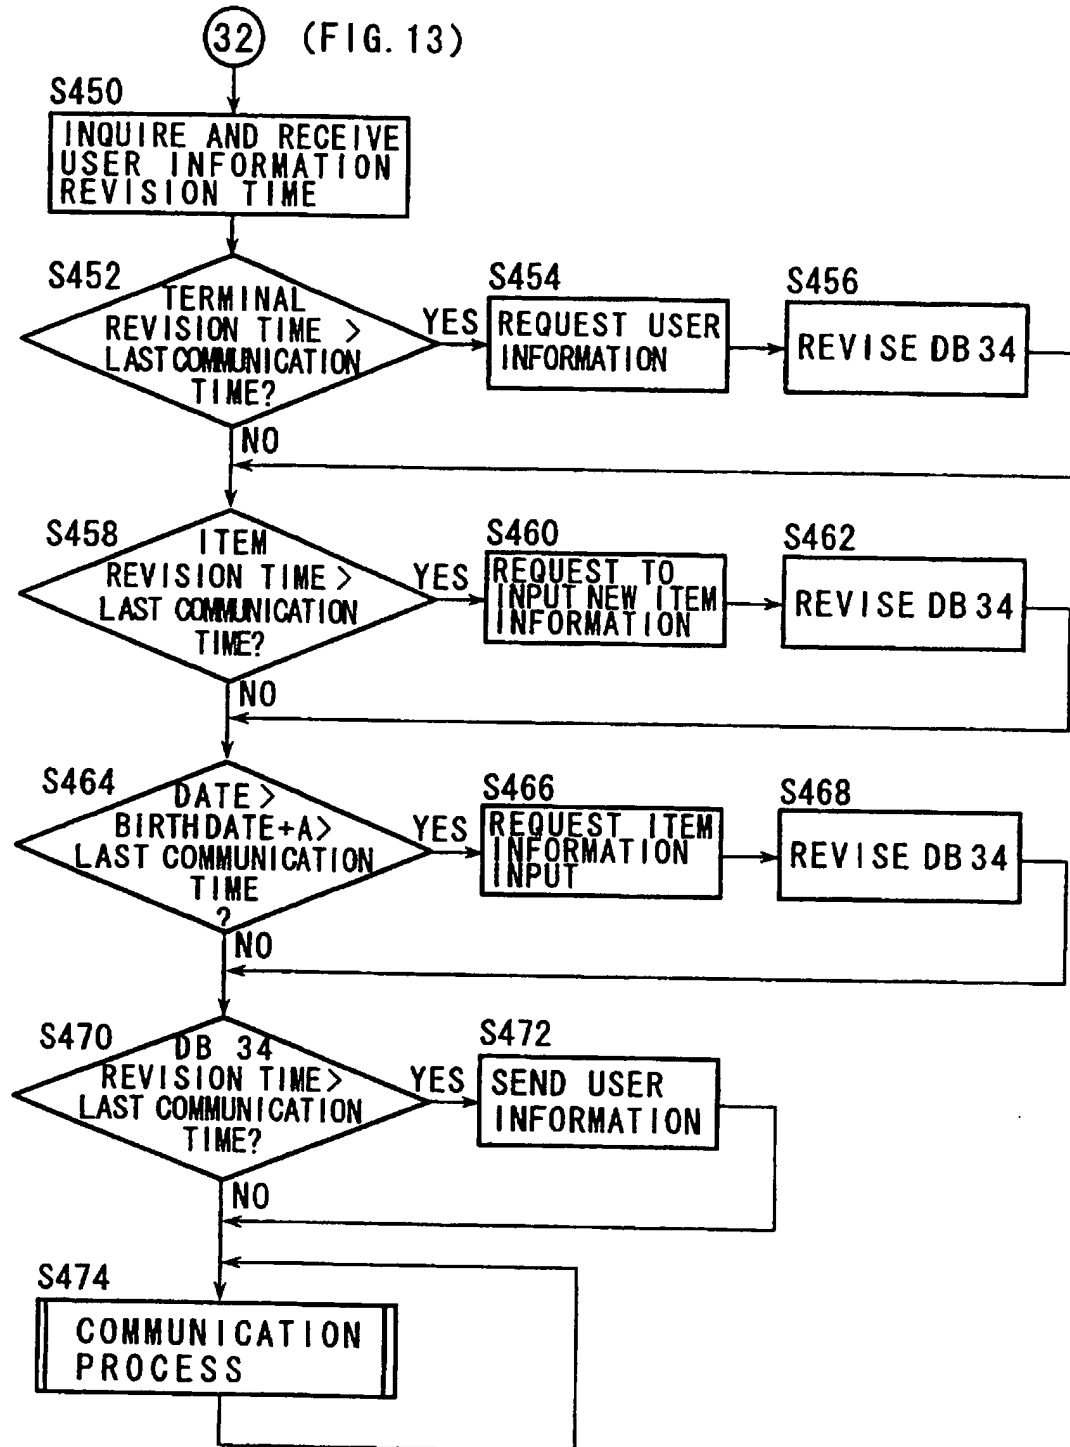 32 (FIG. 13)
S450
INQUIRE AND RECEIVE
USER INFORMATION
REVISION TIME
S452
TERMINAL
REVISION TIME >
LAST COMMUNICATION
TIME?
YES
NO
S454
REQUEST USER
INFORMATION
S456
REVISE DB 34
S458
ITEM
REVISION TIME >
LAST COMMUNICATION
TIME?
YES
NO
S460
REQUEST TO
INPUT NEW ITEM
INFORMATION
S462
REVISE DB 34
S464
DATE >
BIRTHDATE+A>
LAST COMMUNICATION
TIME
?
YES
NO
S466
REQUEST ITEM
INFORMATION
INPUT
S468
REVISE DB 34
S470
DB 34
REVISION TIME>
LAST COMMUNICATION
TIME?
YES
NO
S472
SEND USER
INFORMATION
S474
COMMUNICATION
PROCESS